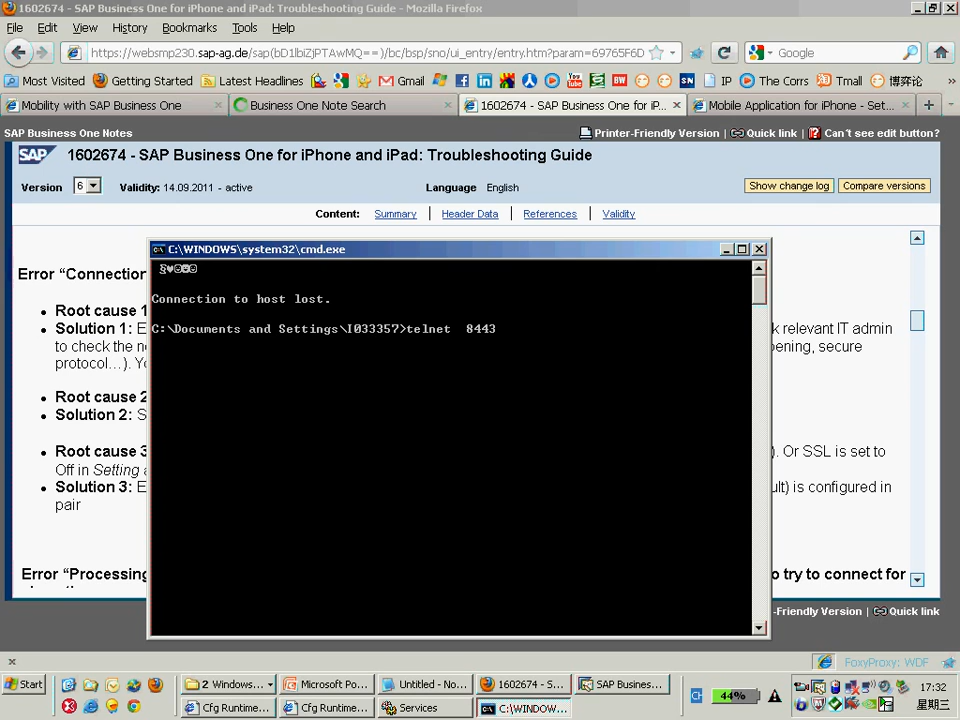 1602674 - SAP Business One for iPhone and iPad: Troubleshooting Guide - Mozilla Firefox
File Edit View History Bookmarks Tools Help
https://websmp230.sap-ag.de/sap(bD1lbiZjPTAwMQ==)/bc/bsp/sno/ui_entry/entry.htm?param=69765F6D
Google
Most Visited Getting Started Latest Headlines Gmail IP The Corrs Tmall 博弈论 »
Mobility with SAP Business One Business One Note Search 1602674 - SAP Business One for iP... Mobile Application for iPhone - Set...
SAP Business One Notes Printer-Friendly Version | Quick link | Can't see edit button?
SAP 1602674 - SAP Business One for iPhone and iPad: Troubleshooting Guide
Version 6 Validity: 14.09.2011 - active Language English Show change log Compare versions
Content: Summary | Header Data | References | Validity
C:\WINDOWS\system32\cmd.exe
Error “Connection
Connection to host lost.
Root cause 1
Solution 1: E
k relevant IT admin
C:\Documents and Settings\I033357>telnet 8443
to check the ne
pening, secure
protocol…). Yo
Root cause 2
Solution 2: S
Root cause 3
). Or SSL is set to
Off in Setting a
Solution 3: E
ult) is configured in
pair
Error “Processing
o try to connect for
-Friendly Version | Quick link
FoxyProxy: WDF
Start 2 Windows... Microsoft Po... Untitled - No... 1602674 - S... SAP Busines... 44% 17:32
Cfg Runtime... Cfg Runtime... Services C:\WINDOW... 星期三